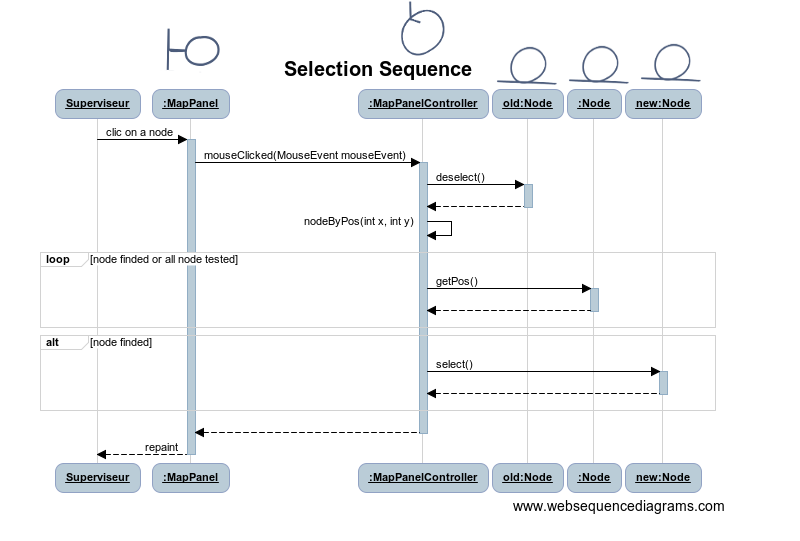 Selection Sequence
Superviseur
:MapPanel
:MapPanelController
old:Node
:Node
new:Node
clic on a node
mouseClicked(MouseEvent mouseEvent)
deselect()
nodeByPos(int x, int y)
loop
[node finded or all node tested]
getPos()
alt
[node finded]
select()
repaint
Superviseur
:MapPanel
:MapPanelController
old:Node
:Node
new:Node
www.websequencediagrams.com